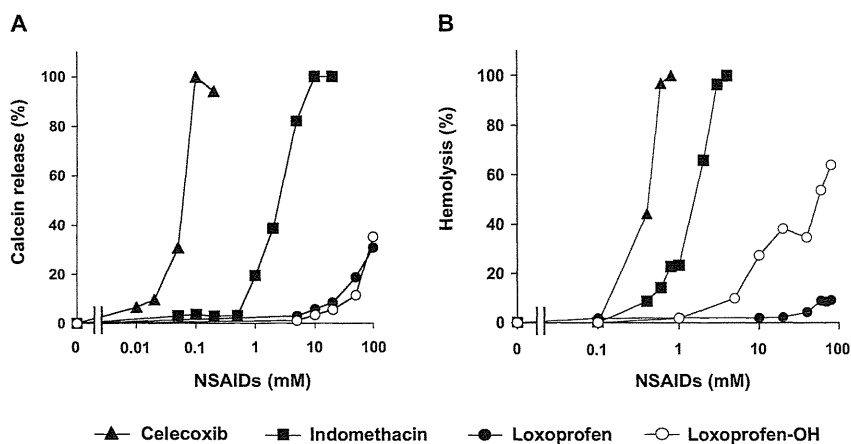 A
B
Calcein release (%)
100
80
60
40
20
0
0
0.01
0.1
1
10
100
NSAIDs (mM)
Hemolysis (%)
100
80
60
40
20
0
0
0.1
1
10
100
NSAIDs (mM)
Celecoxib
Indomethacin
Loxoprofen
Loxoprofen-OH